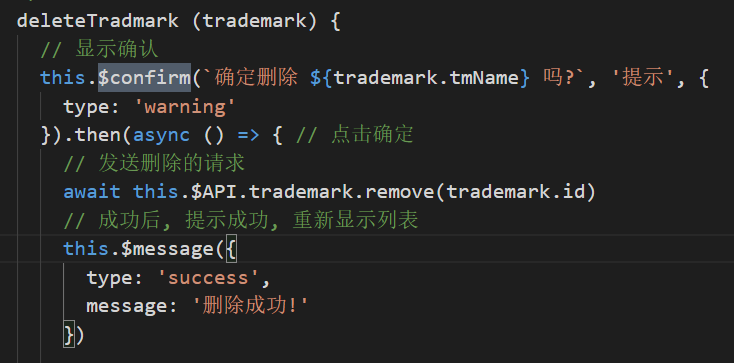 deleteTradmark (trademark) {
// 显示确认
this.$confirm(`确定删除 ${trademark.tmName} 吗?`, '提示', {
type: 'warning'
}).then(async () => { // 点击确定
// 发送删除的请求
await this.$API.trademark.remove(trademark.id)
// 成功后, 提示成功, 重新显示列表
this.$message({
type: 'success',
message: '删除成功!'
})